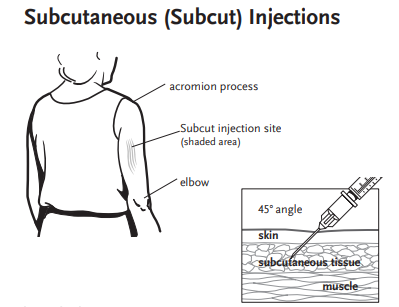 Subcutaneous (Subcut) Injections
acromion process
Subcut injection site
(shaded area)
elbow
45° angle
skin
subcutaneous tissue
muscle